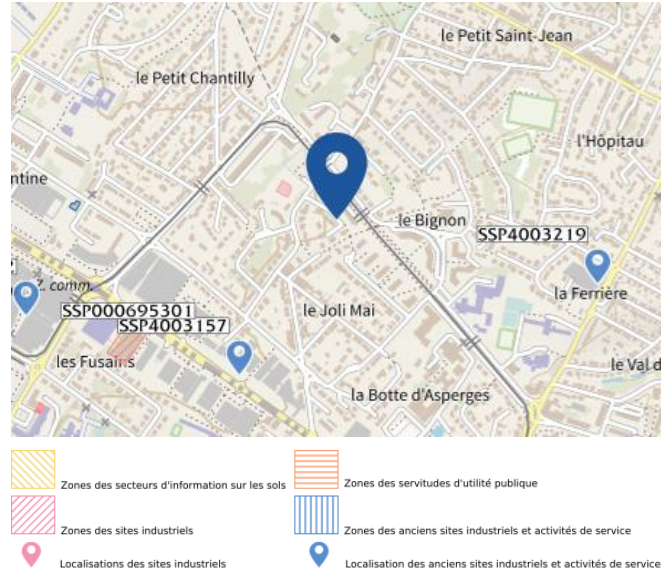 le Petit Saint-Jean
le Petit Chantilly
l'Hôpitau
ntine
le Bignon
SSP4003219
Z. comm.
la Ferrière
SSP000695301
le Joli Mai
SSP4003157
les Fusains
le Val d
la Botte d'Asperges
Zones des secteurs d'information sur les sols
Zones des servitudes d'utilité publique
Zones des sites industriels
Zones des anciens sites industriels et activités de service
Localisations des sites industriels
Localisation des anciens sites industriels et activités de service